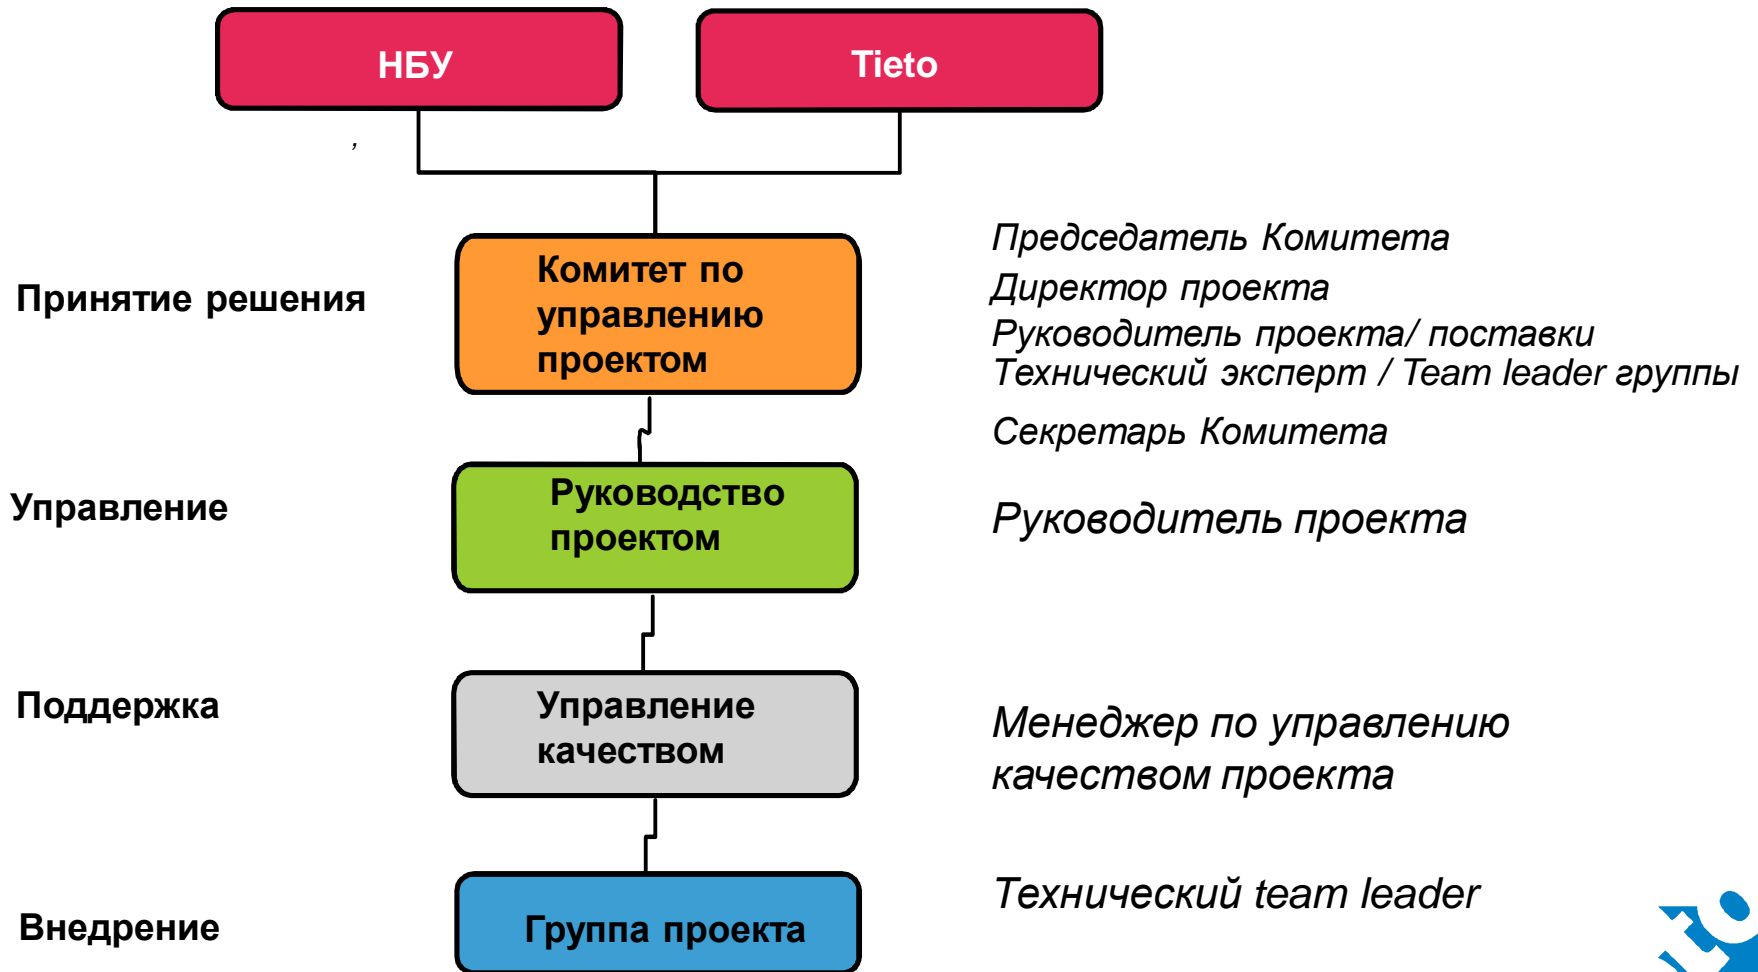 НБУ
Tieto
,
Принятие решения
Комитет по
управлению
проектом
Председатель Комитета
Директор проекта
Руководитель проекта/ поставки
Технический эксперт / Team leader группы
Секретарь Комитета
Управление
Руководство
проектом
Руководитель проекта
Поддержка
Управление
качеством
Менеджер по управлению
качеством проекта
Внедрение
Группа проекта
Технический team leader